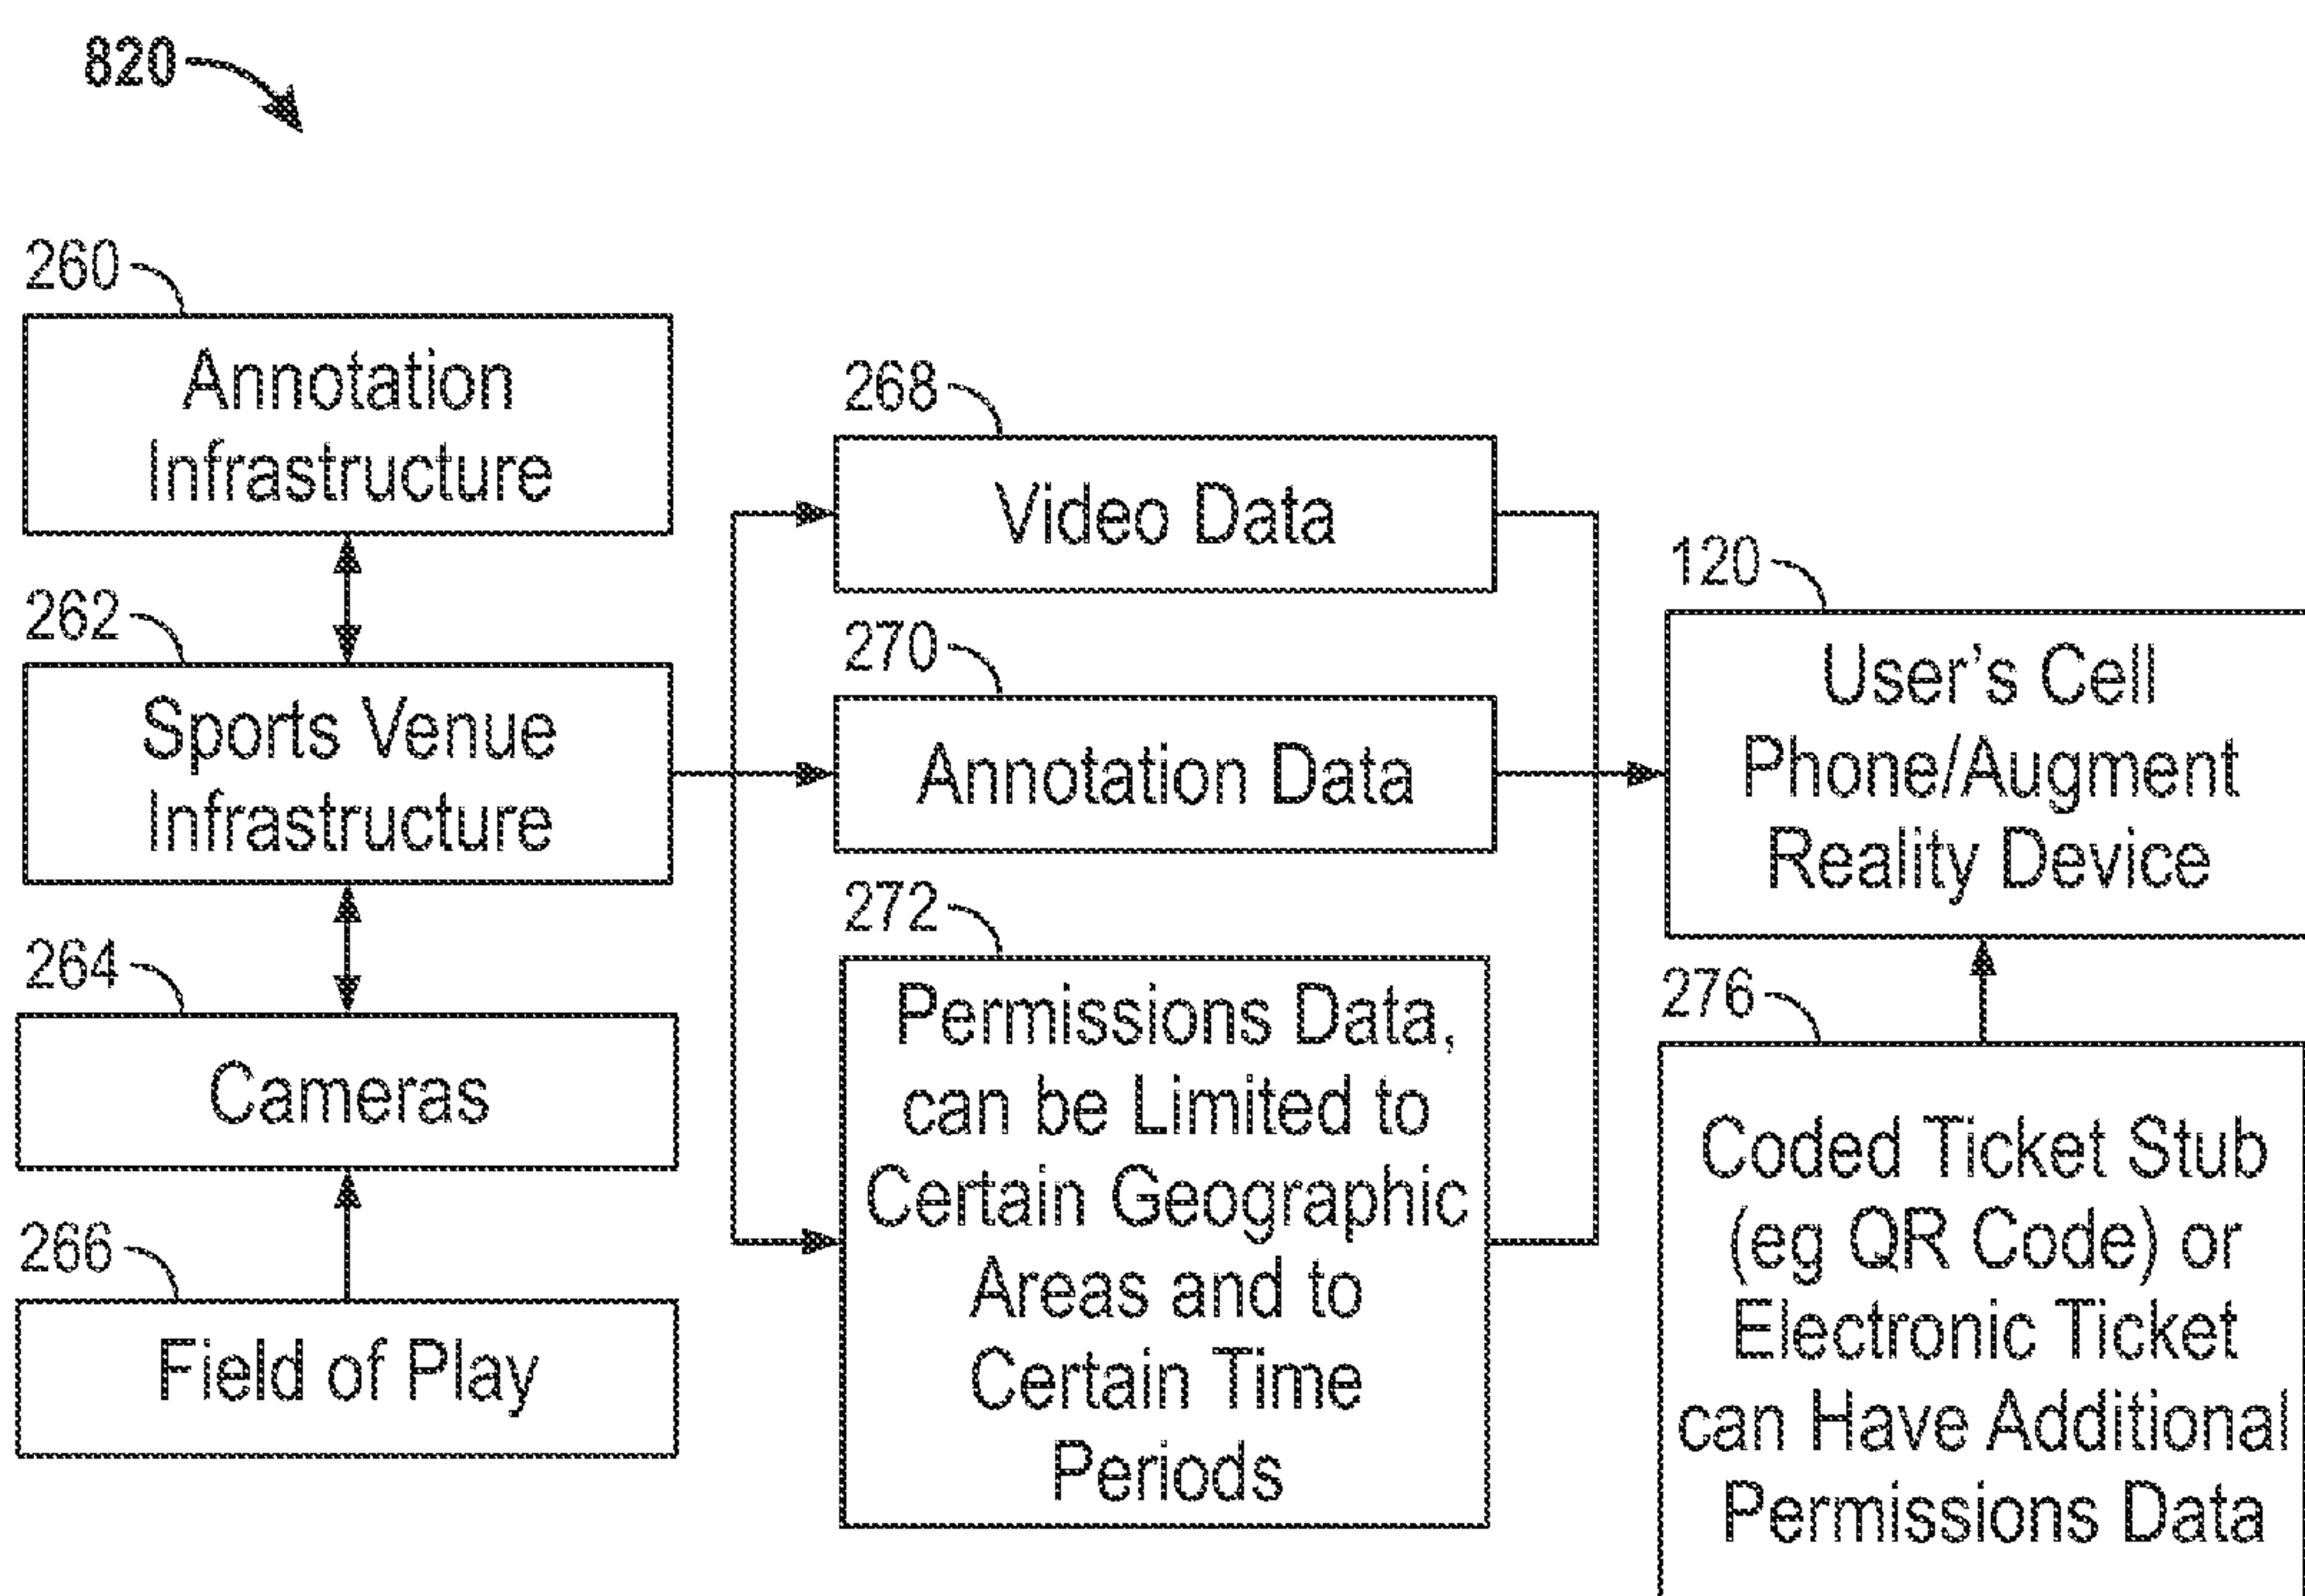 820
260
Annotation
Infrastructure
262
Sports Venue
Infrastructure
264
Cameras
266
Field of Play
268
Video Data
270
Annotation Data
272
Permissions Data,
can be Limited to
Certain Geographic
Areas and to
Certain Time
Periods
120
User's Cell
Phone/Augment
Reality Device
276
Coded Ticket Stub
(eg QR Code) or
Electronic Ticket
can Have Additional
Permissions Data